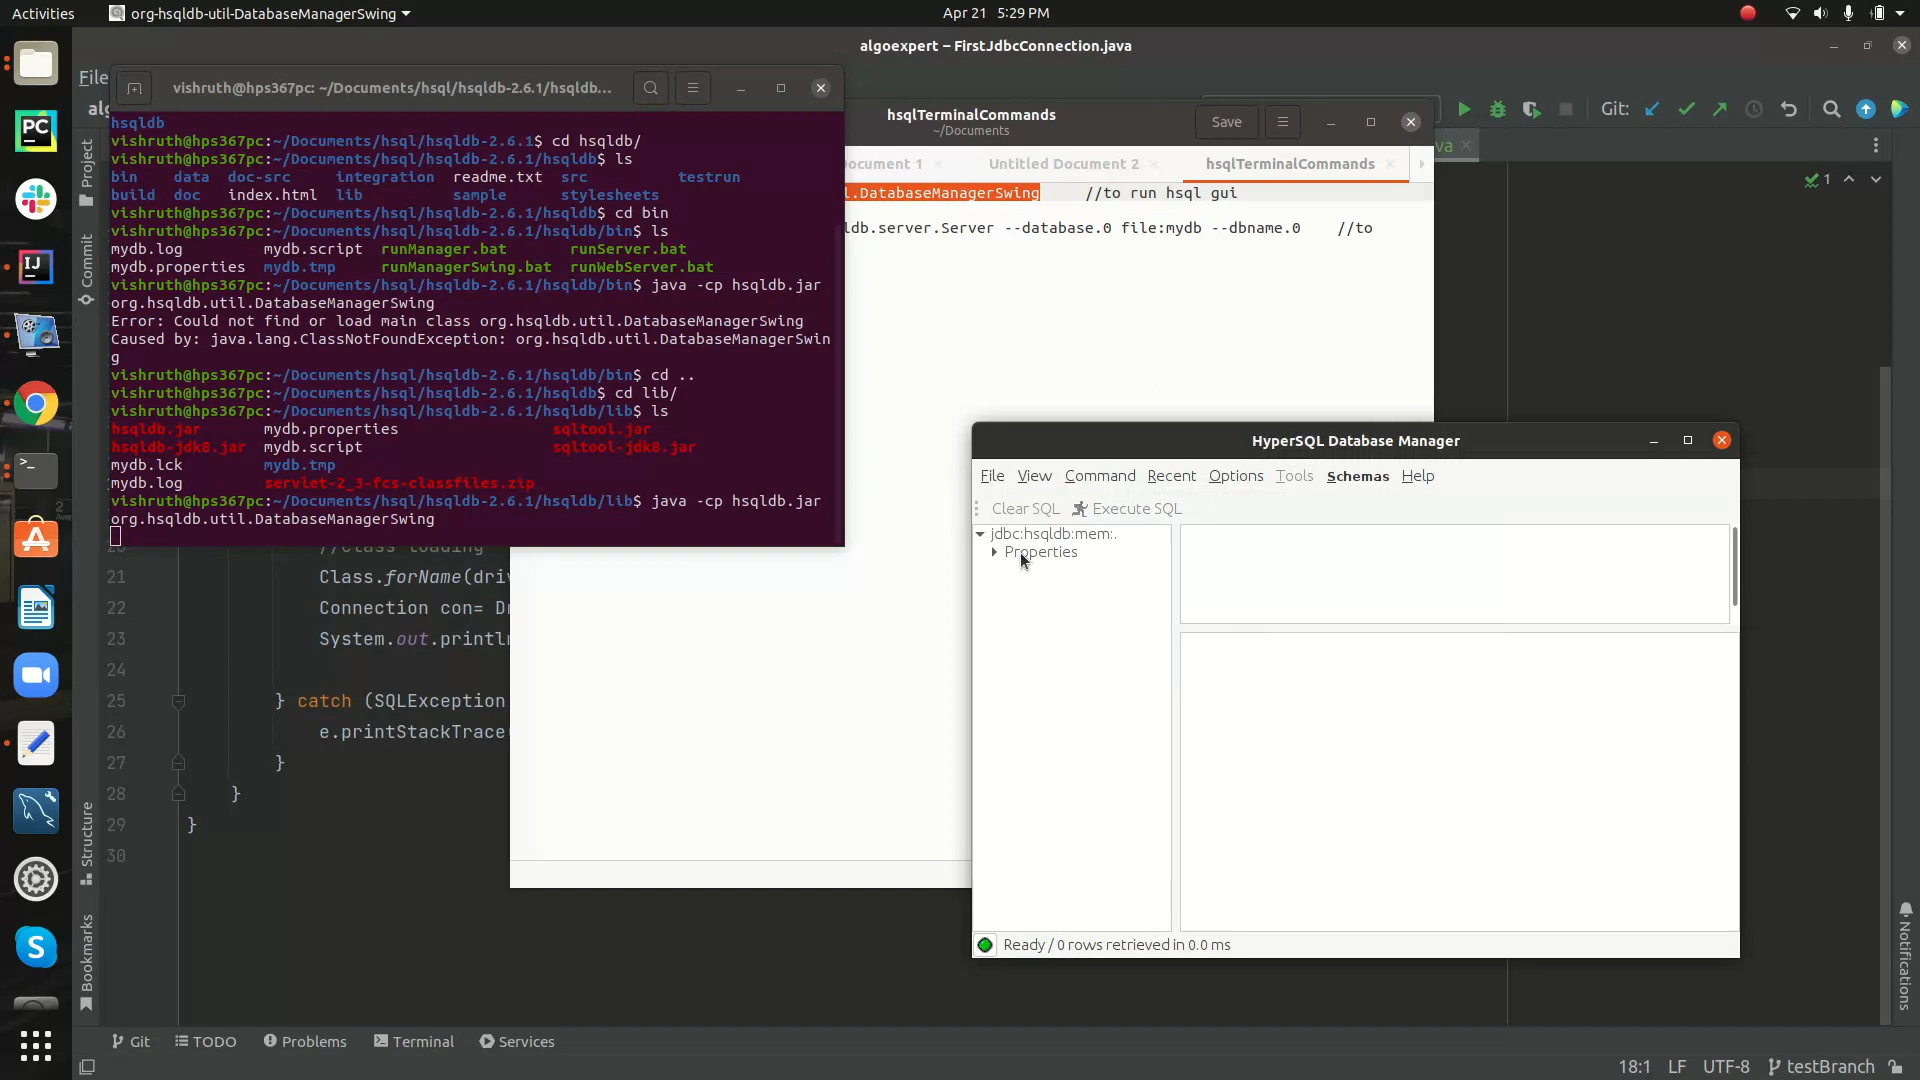 Activities
org-hsqldb-util-DatabaseManagerSwing
Apr 21 5:29 PM
algoexpert – FirstJdbcConnection.java
File
vishruth@hps367pc: ~/Documents/hsql/hsqldb-2.6.1/hsqldb...
hsqldb
vishruth@hps367pc:~/Documents/hsql/hsqldb-2.6.1$ cd hsqldb/
vishruth@hps367pc:~/Documents/hsql/hsqldb-2.6.1/hsqldb$ ls
bin data doc-src integration readme.txt src testrun
build doc index.html lib sample stylesheets
vishruth@hps367pc:~/Documents/hsql/hsqldb-2.6.1/hsqldb$ cd bin
vishruth@hps367pc:~/Documents/hsql/hsqldb-2.6.1/hsqldb/bin$ ls
mydb.log mydb.script runManager.bat runServer.bat
mydb.properties mydb.tmp runManagerSwing.bat runWebServer.bat
vishruth@hps367pc:~/Documents/hsql/hsqldb-2.6.1/hsqldb/bin$ java -cp hsqldb.jar
org.hsqldb.util.DatabaseManagerSwing
Error: Could not find or load main class org.hsqldb.util.DatabaseManagerSwing
Caused by: java.lang.ClassNotFoundException: org.hsqldb.util.DatabaseManagerSwin
g
vishruth@hps367pc:~/Documents/hsql/hsqldb-2.6.1/hsqldb/bin$ cd ..
vishruth@hps367pc:~/Documents/hsql/hsqldb-2.6.1/hsqldb$ cd lib/
vishruth@hps367pc:~/Documents/hsql/hsqldb-2.6.1/hsqldb/lib$ ls
hsqldb.jar mydb.properties sqltool.jar
hsqldb-jdk8.jar mydb.script sqltool-jdk8.jar
mydb.lck mydb.tmp
mydb.log servlet-2_3-fcs-classfiles.zip
vishruth@hps367pc:~/Documents/hsql/hsqldb-2.6.1/hsqldb/lib$ java -cp hsqldb.jar
org.hsqldb.util.DatabaseManagerSwing
hsqlTerminalCommands
~/Documents
Save
Git:
ocument 1
Untitled Document 2
hsqlTerminalCommands
va
1
l.DatabaseManagerSwing //to run hsql gui
ldb.server.Server --database.0 file:mydb --dbname.0 //to
HyperSQL Database Manager
File View Command Recent Options Tools Schemas Help
Clear SQL Execute SQL
jdbc:hsqldb:mem:.
Properties
Ready / 0 rows retrieved in 0.0 ms
Project
Commit
Structure
Bookmarks
Notifications
21 Class.forName(driv
22 Connection con= Dr
23 System.out.println
24
25 } catch (SQLException
26 e.printStackTrace(
27 }
28 }
29 }
30
Git TODO Problems Terminal Services
18:1 LF UTF-8 testBranch